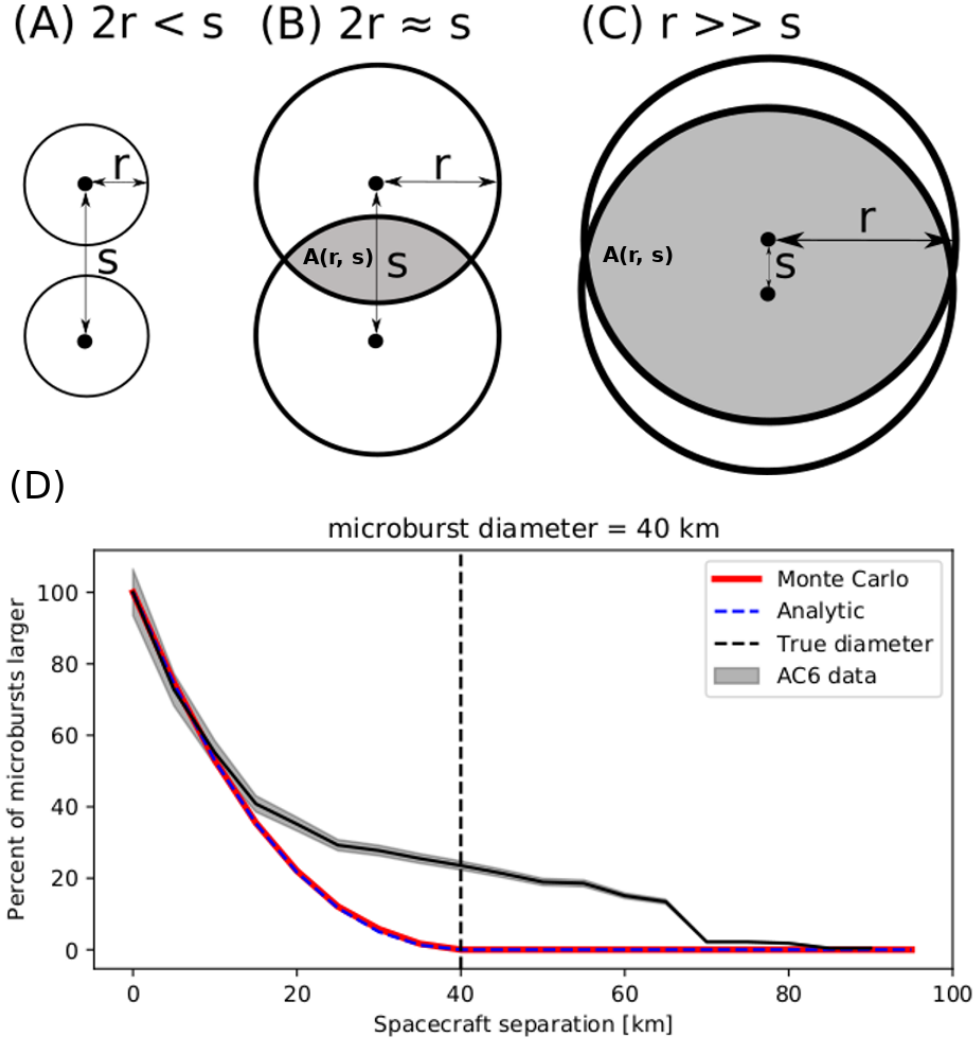 (A) 2r < s (B) 2r ≈ s (C) r >> s
r
s
r
A(r, s)
s
r
A(r, s)
s
(D)
microburst diameter = 40 km
Percent of microbursts larger
100
80
60
40
20
0
Monte Carlo
Analytic
True diameter
AC6 data
0 20 40 60 80 100
Spacecraft separation [km]